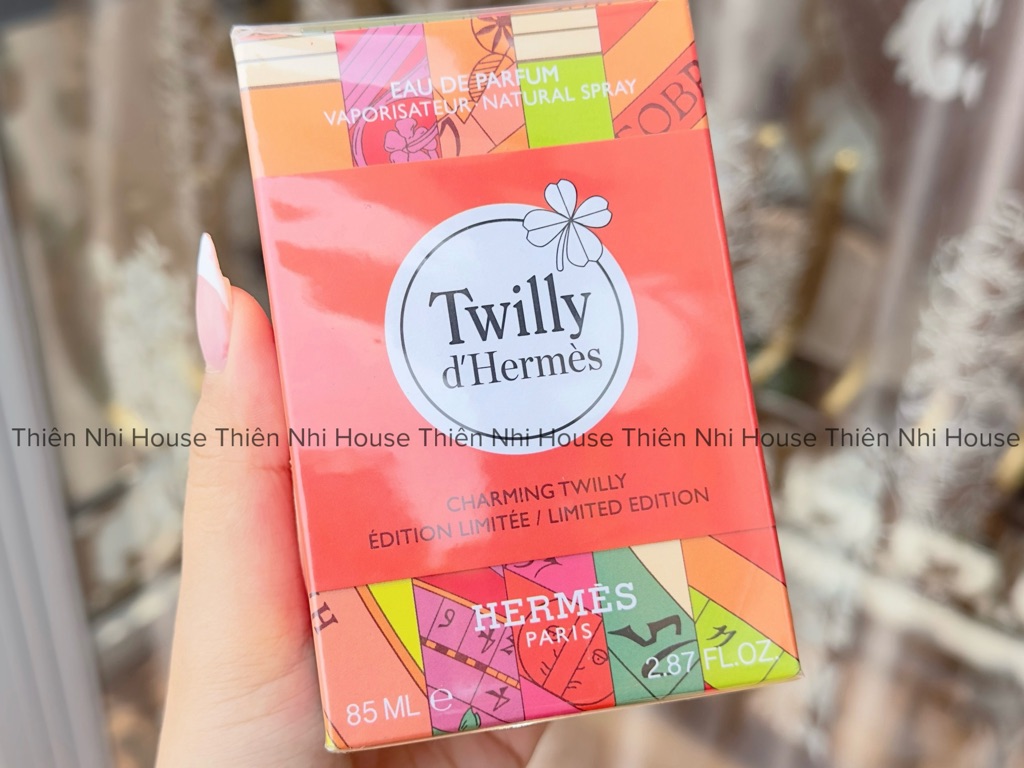 EAU DE PARFUM
VAPORISATEUR NATURAL SPRAY
Twilly
d'Hermès
Thiên Nhi House Thiên Nhi House Thiên Nhi House Thiên Nhi House Thiên Nhi House
CHARMING TWILLY
ÉDITION LIMITÉE / LIMITED EDITION
HERMÈS
PARIS
2.87 FL.OZ.
85 ML e